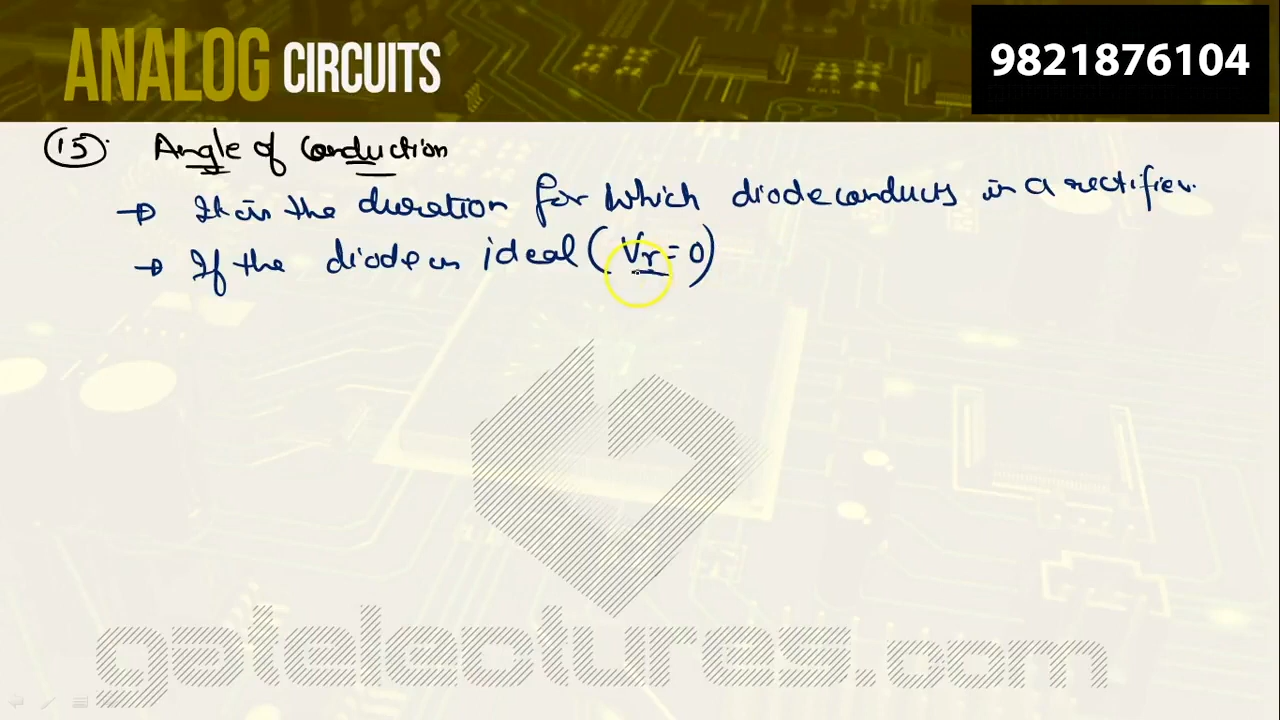 ANALOG CIRCUITS
9821876104
(15). Angle of Conduction
→ It is the duration for which diode conducts in a rectifier.
→ If the diode is ideal (Vr = 0)
gatelectures.com